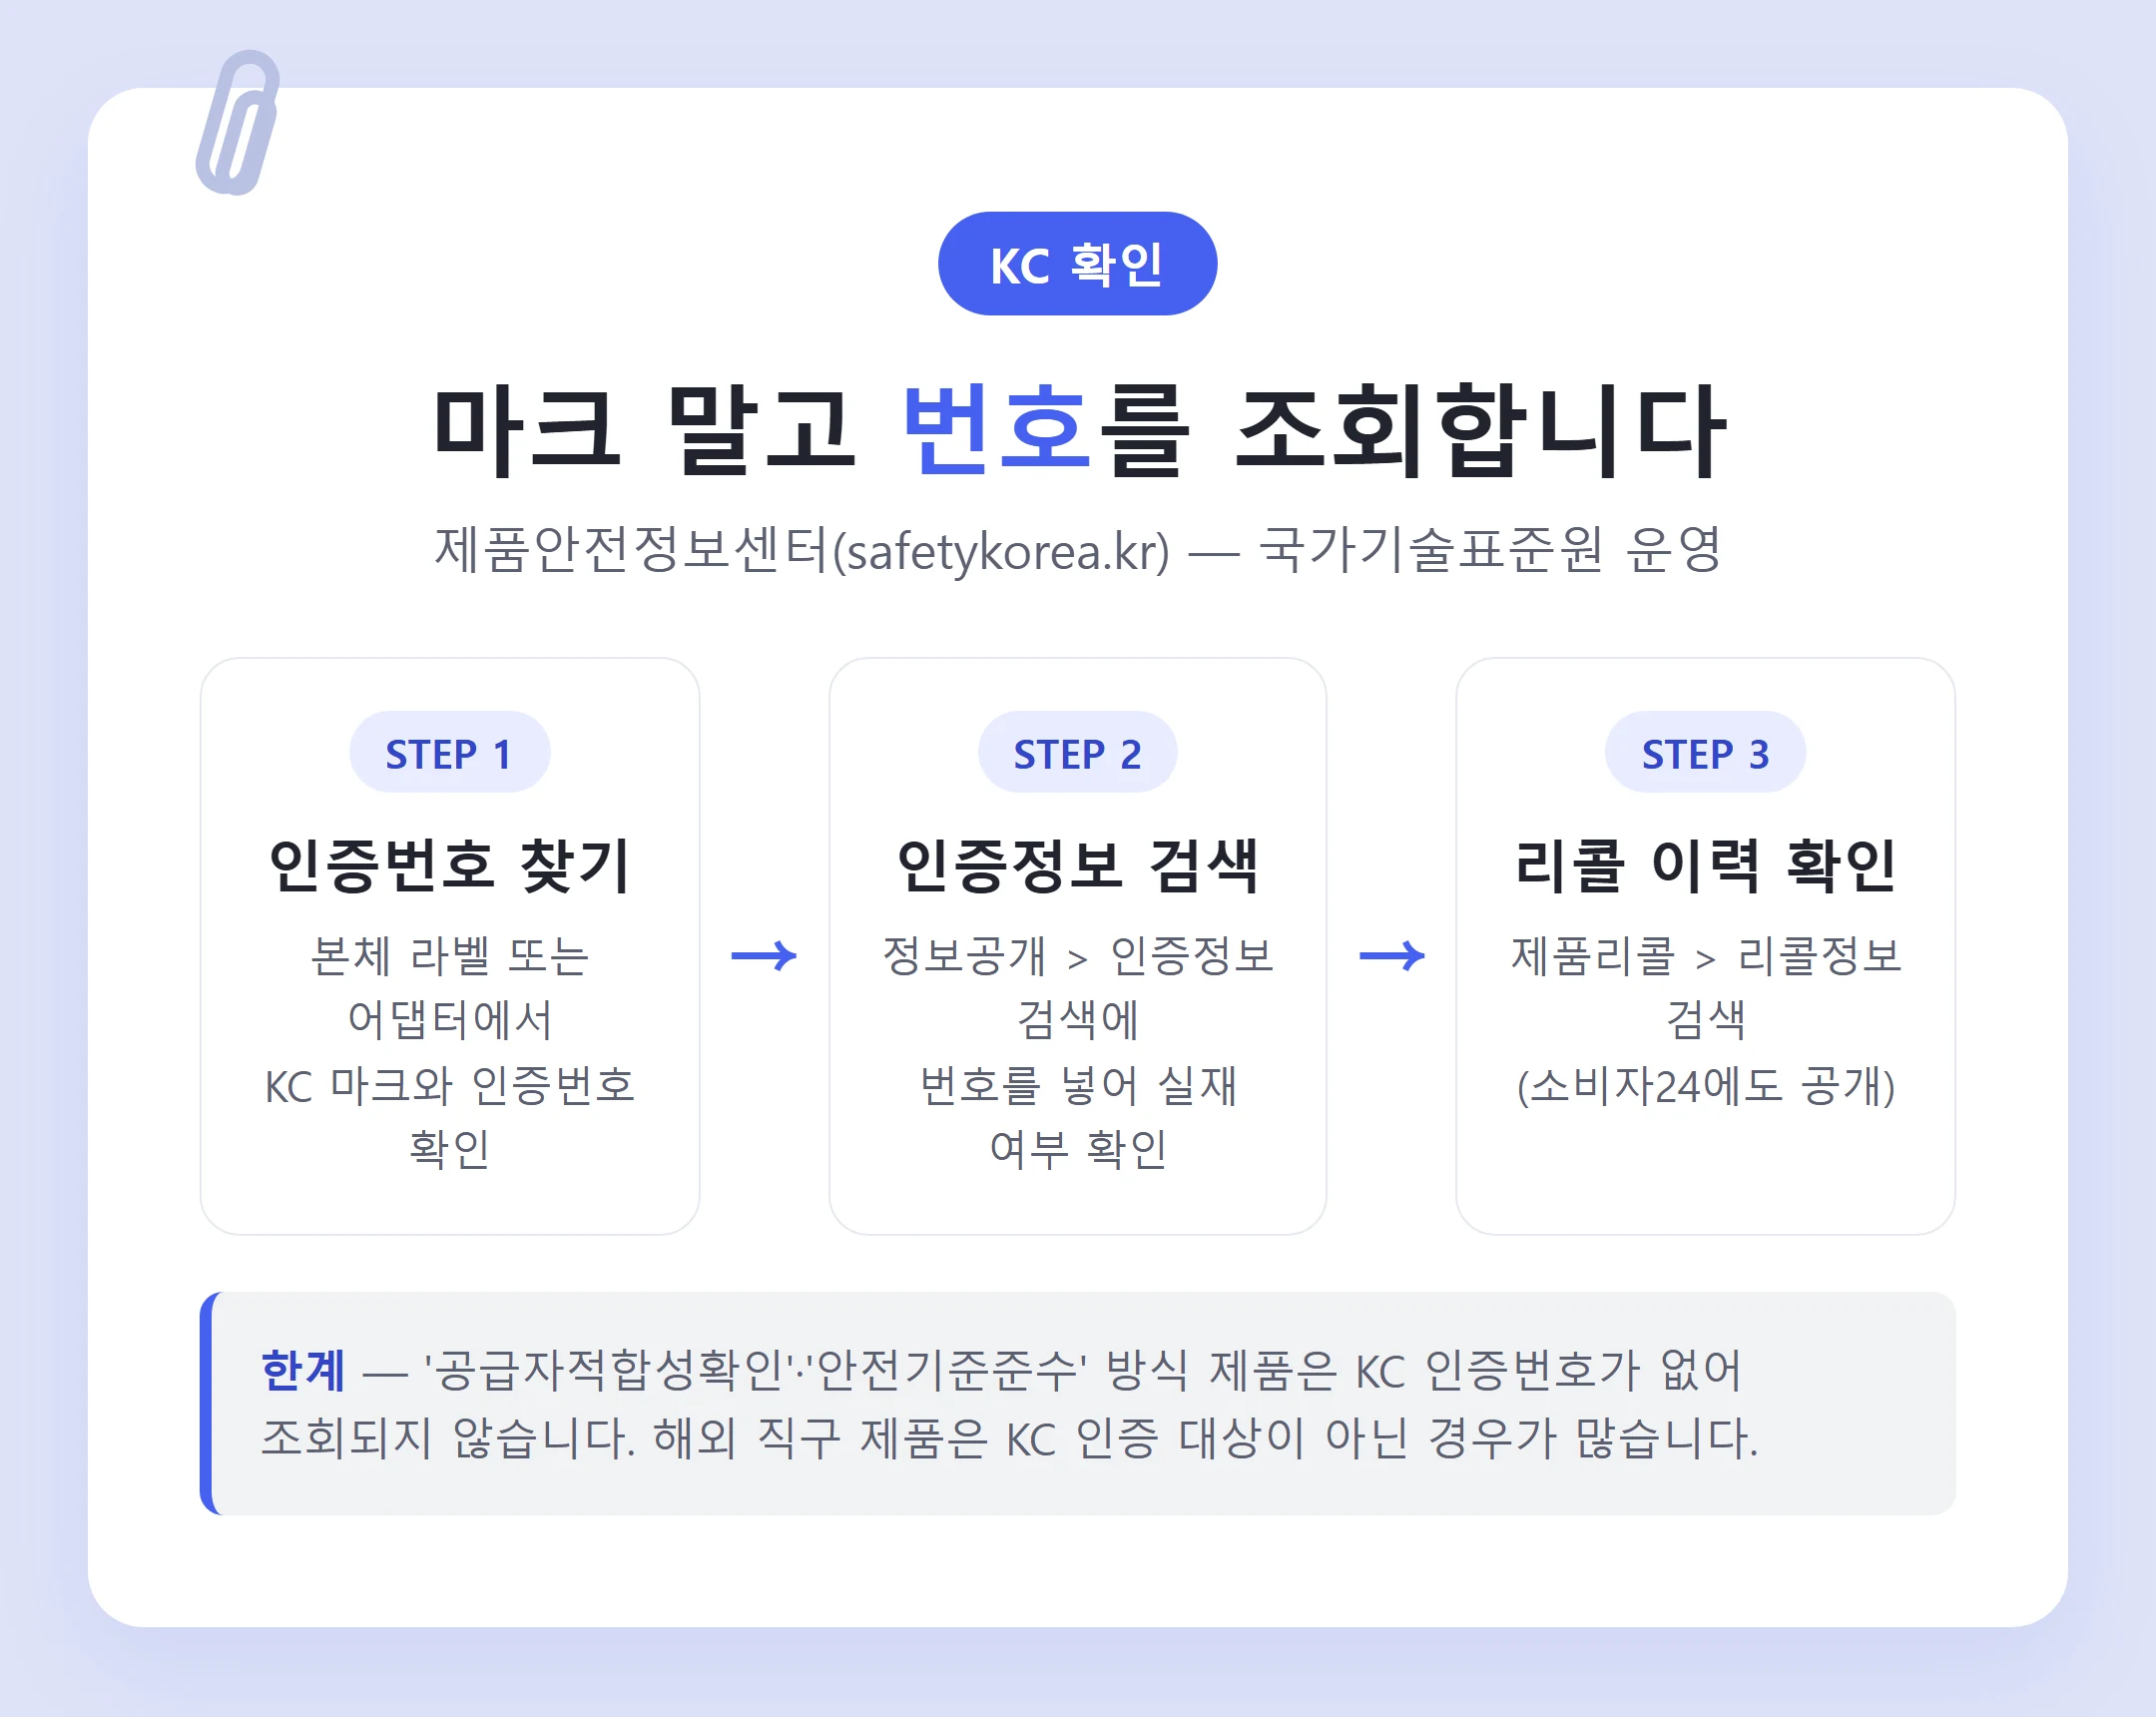 KC 확인
마크 말고 번호를 조회합니다
제품안전정보센터(safetykorea.kr) — 국가기술표준원 운영
STEP 1
인증번호 찾기
본체 라벨 또는
어댑터에서
KC 마크와 인증번호
확인
→
STEP 2
인증정보 검색
정보공개 > 인증정보
검색에
번호를 넣어 실재
여부 확인
→
STEP 3
리콜 이력 확인
제품리콜 > 리콜정보
검색
(소비자24에도 공개)
한계 — '공급자적합성확인'·'안전기준준수' 방식 제품은 KC 인증번호가 없어
조회되지 않습니다. 해외 직구 제품은 KC 인증 대상이 아닌 경우가 많습니다.